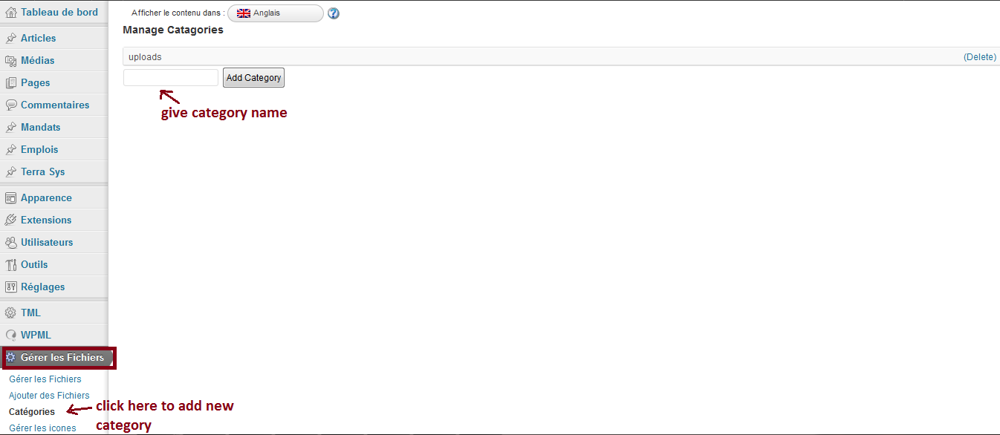 Tableau de bord
Articles
Médias
Pages
Commentaires
Mandats
Emplois
Terra Sys
Apparence
Extensions
Utilisateurs
Outils
Réglages
TML
WPML
Gérer les Fichiers
Gérer les Fichiers
Ajouter des Fichiers
Catégories
Gérer les icones
Afficher le contenu dans : Anglais ?
Manage Catagories
uploads (Delete)
Add Category
give category name
click here to add new
category